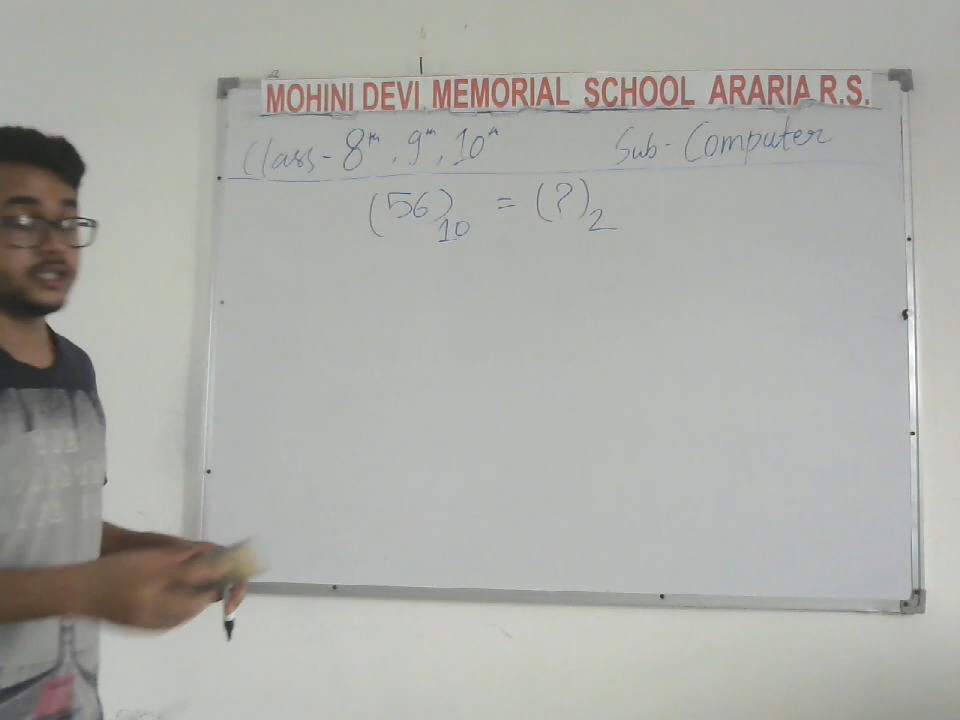 MOHINI DEVI MEMORIAL SCHOOL ARARIA R.S.
Class - 8th, 9th, 10th Sub - Computer
(56)10 = (?)2